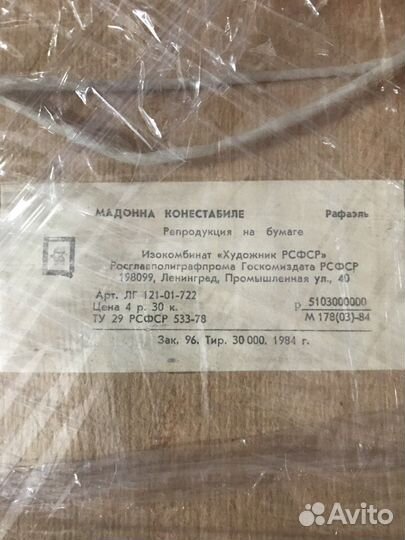 МАДОННА КОНЕСТАБИЛЕ Рафаэль
Репродукция на бумаге
Изокомбинат «Художник РСФСР»
Росглавполиграфпрома Госкомиздата РСФСР
198099, Ленинград, Промышленная ул., 40
Арт. ЛГ 121-01-722
Цена 4 р. 30 к.
ТУ 29 РСФСР 533-78
р 5103000000
М 178(03)-84
Зак. 96. Тир. 30 000. 1984 г.
Avito